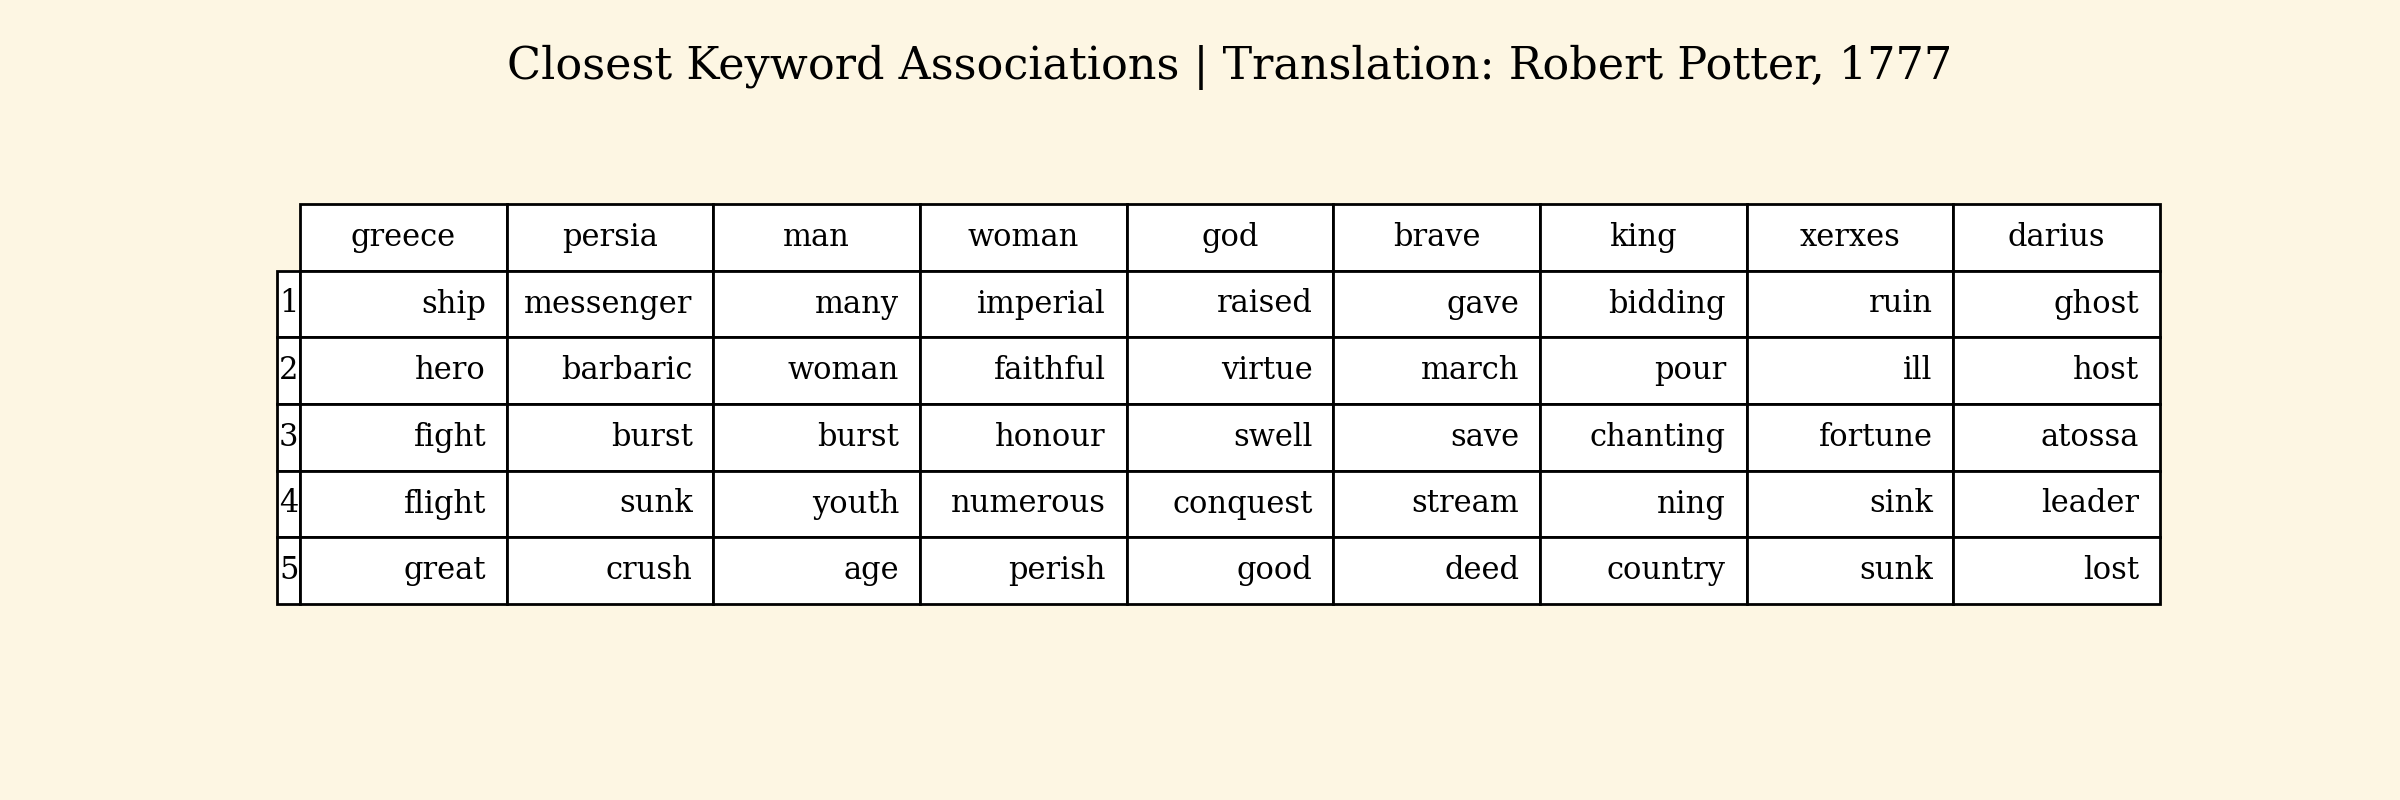 Closest Keyword Associations | Translation: Robert Potter, 1777
greece persia man woman god brave king xerxes darius
1 ship messenger many imperial raised gave bidding ruin ghost
2 hero barbaric woman faithful virtue march pour ill host
3 fight burst burst honour swell save chanting fortune atossa
4 flight sunk youth numerous conquest stream ning sink leader
5 great crush age perish good deed country sunk lost